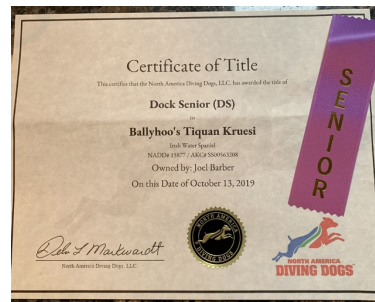 Certificate of Title
This certifies that the North America Diving Dogs, LLC. has awarded the title of
Dock Senior (DS)
to
Ballyhoo's Tiquan Kruesi
Irish Water Spaniel
NADD# 15877 / AKC# SS00563208
Owned by: Joel Barber
On this Date of October 13, 2019
North America Diving Dogs, LLC
NORTH AMERICA
DIVING DOGS
SENIOR
NORTH AMERICA
DIVING DOGS